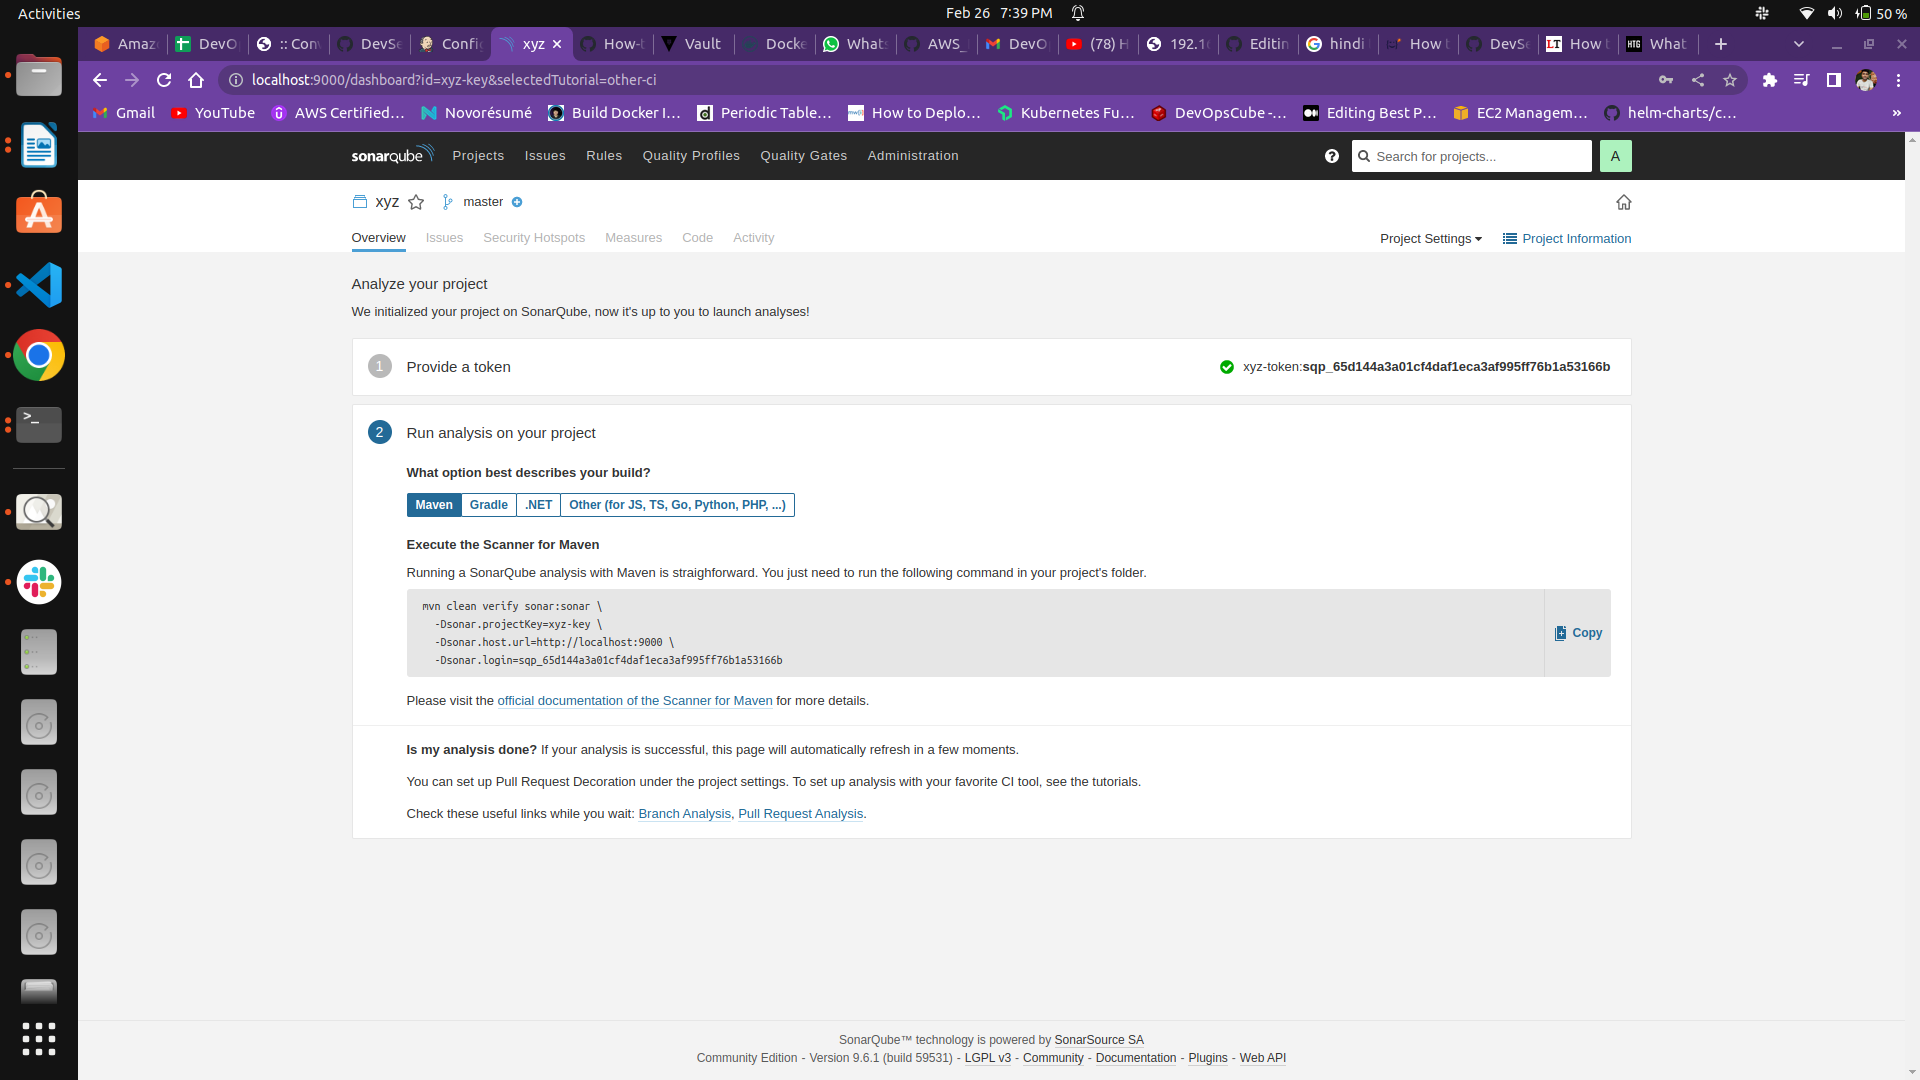 Activities
Feb 26 7:39 PM
50 %
Amaz
DevO
:: Con
DevSe
Config
xyz
How-t
Vault
Docke
Whats
AWS_
DevO
(78) H
192.16
Editin
hindi
How t
DevSe
How t
What
localhost:9000/dashboard?id=xyz-key&selectedTutorial=other-ci
Gmail
YouTube
AWS Certified…
Novorésumé
Build Docker I…
Periodic Table…
How to Deplo…
Kubernetes Fu…
DevOpsCube -…
Editing Best P…
EC2 Managem…
helm-charts/c…
»
sonarqube
Projects
Issues
Rules
Quality Profiles
Quality Gates
Administration
Search for projects...
A
xyz
master
Overview
Issues
Security Hotspots
Measures
Code
Activity
Project Settings
Project Information
Analyze your project
We initialized your project on SonarQube, now it's up to you to launch analyses!
1
Provide a token
xyz-token:sqp_65d144a3a01cf4daf1eca3af995ff76b1a53166b
2
Run analysis on your project
What option best describes your build?
Maven
Gradle
.NET
Other (for JS, TS, Go, Python, PHP, ...)
Execute the Scanner for Maven
Running a SonarQube analysis with Maven is straighforward. You just need to run the following command in your project's folder.
mvn clean verify sonar:sonar \
-Dsonar.projectKey=xyz-key \
-Dsonar.host.url=http://localhost:9000 \
-Dsonar.login=sqp_65d144a3a01cf4daf1eca3af995ff76b1a53166b
Copy
Please visit the official documentation of the Scanner for Maven for more details.
Is my analysis done? If your analysis is successful, this page will automatically refresh in a few moments.
You can set up Pull Request Decoration under the project settings. To set up analysis with your favorite CI tool, see the tutorials.
Check these useful links while you wait: Branch Analysis, Pull Request Analysis.
SonarQube™ technology is powered by SonarSource SA
Community Edition - Version 9.6.1 (build 59531) - LGPL v3 - Community - Documentation - Plugins - Web API